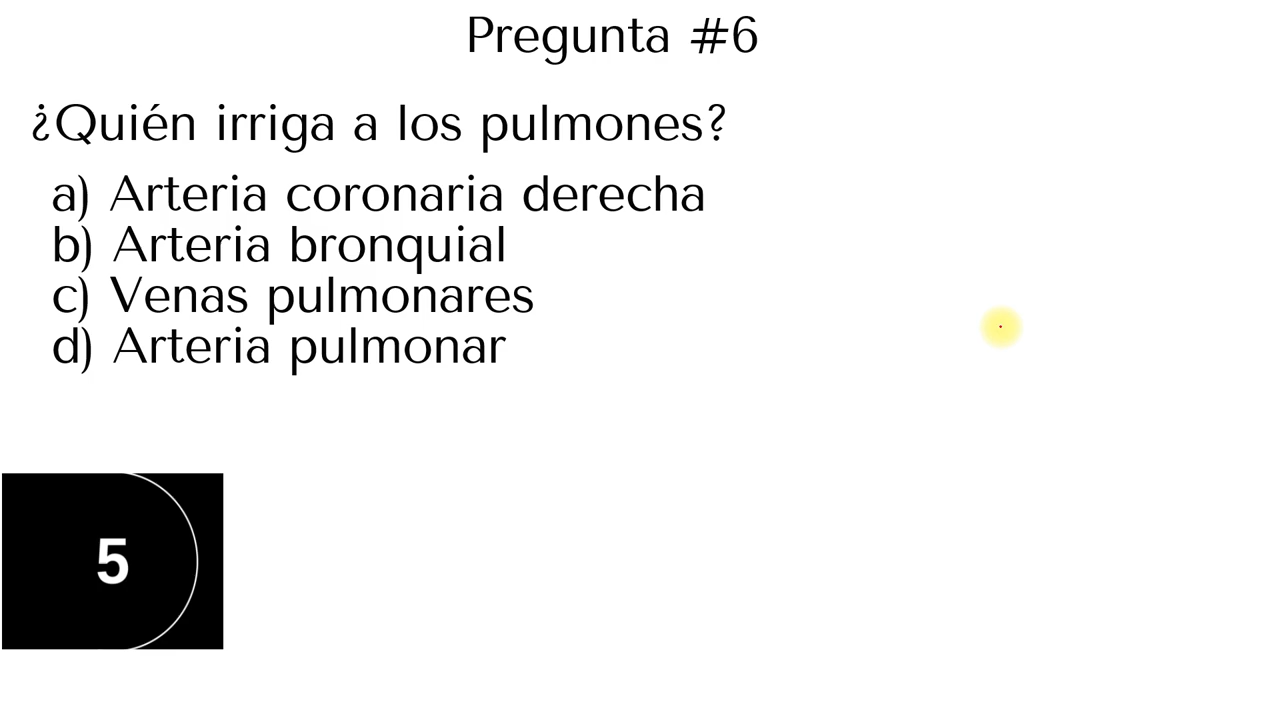 Pregunta #6
¿Quién irriga a los pulmones?
a) Arteria coronaria derecha
b) Arteria bronquial
c) Venas pulmonares
d) Arteria pulmonar
5